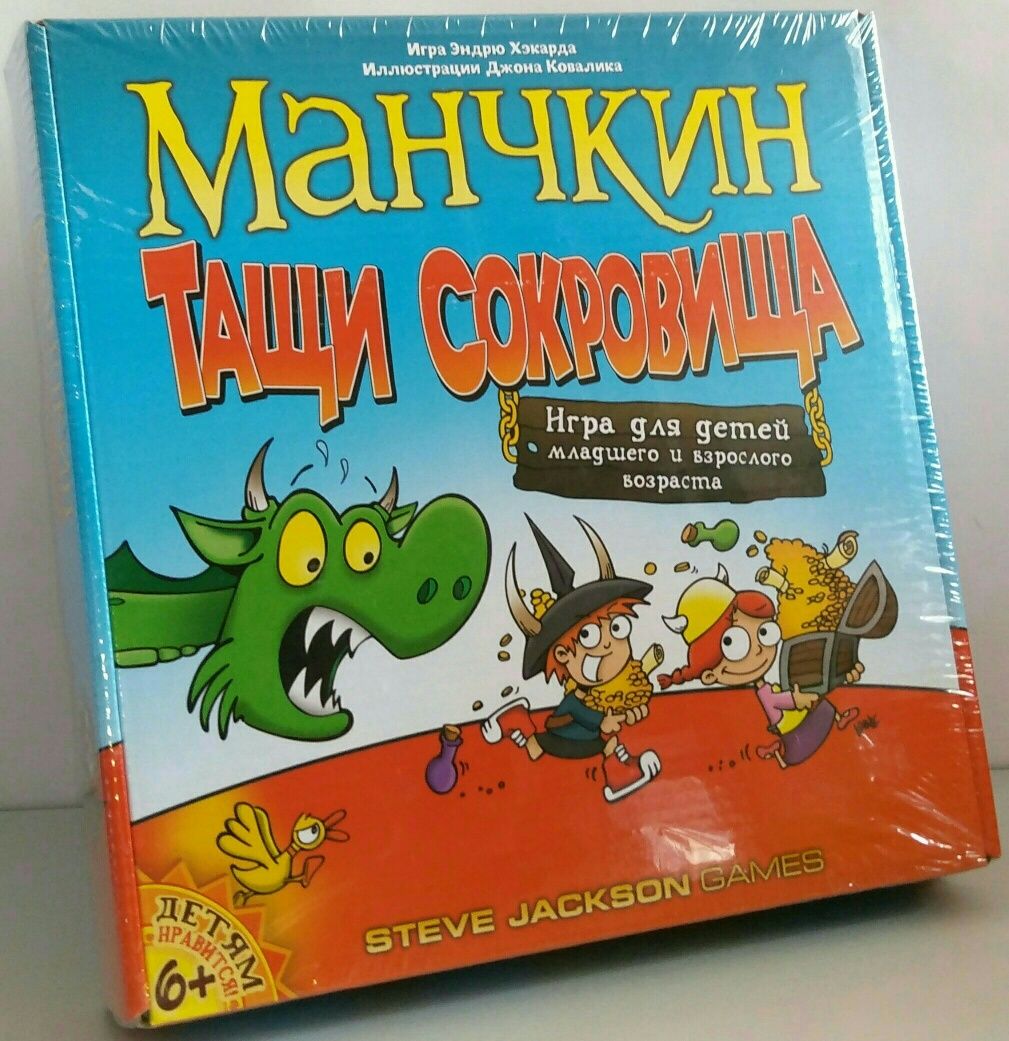 Игра Эндрю Хэкарда
Иллюстрации Джона Ковалика
Манчкин
ТАЩИ СОКРОВИЩА
Игра для детей
младшего и взрослого
возраста
STEVE JACKSON GAMES
ДЕТЯМ
НРАВИТСЯ!
6+